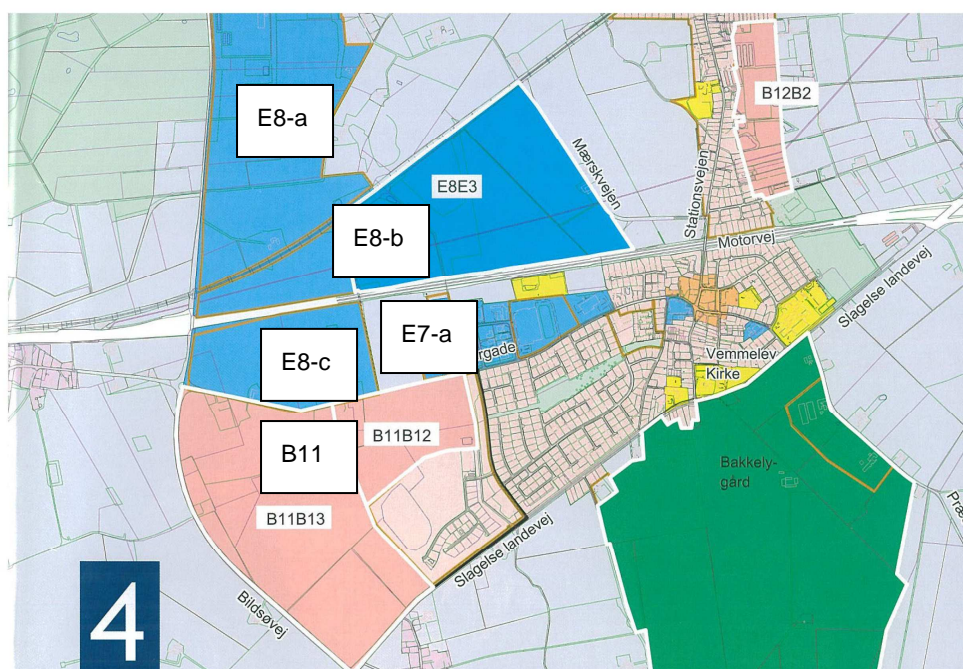 E8-a
B12B2
E8E3
Mærskvejen
Stationsvejen
E8-b
Motorvej
Slagelse landevej
E7-a
rgade
E8-c
Vemmelev
Kirke
B11B12
B11
Bakkely-
gård
B11B13
Slagelse landevej
Præ
Bildsøvej
4